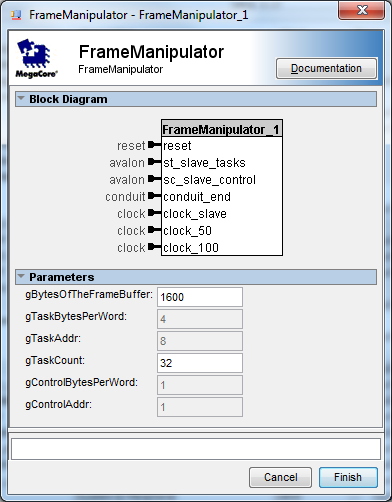 FrameManipulator - FrameManipulator_1
FrameManipulator
FrameManipulator
MegaCore®
Documentation
Block Diagram
FrameManipulator_1
reset reset
avalon st_slave_tasks
avalon sc_slave_control
conduit conduit_end
clock clock_slave
clock clock_50
clock clock_100
Parameters
gBytesOfTheFrameBuffer: 1600
gTaskBytesPerWord: 4
gTaskAddr: 8
gTaskCount: 32
gControlBytesPerWord: 1
gControlAddr: 1
Cancel Finish